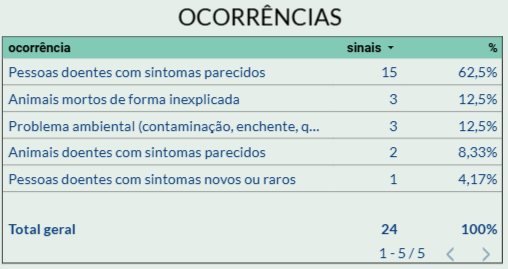 OCORRÊNCIAS
ocorrência sinais %
Pessoas doentes com sintomas parecidos 15 62,5%
Animais mortos de forma inexplicada 3 12,5%
Problema ambiental (contaminação, enchente, q... 3 12,5%
Animais doentes com sintomas parecidos 2 8,33%
Pessoas doentes com sintomas novos ou raros 1 4,17%
Total geral 24 100%
1 - 5 / 5